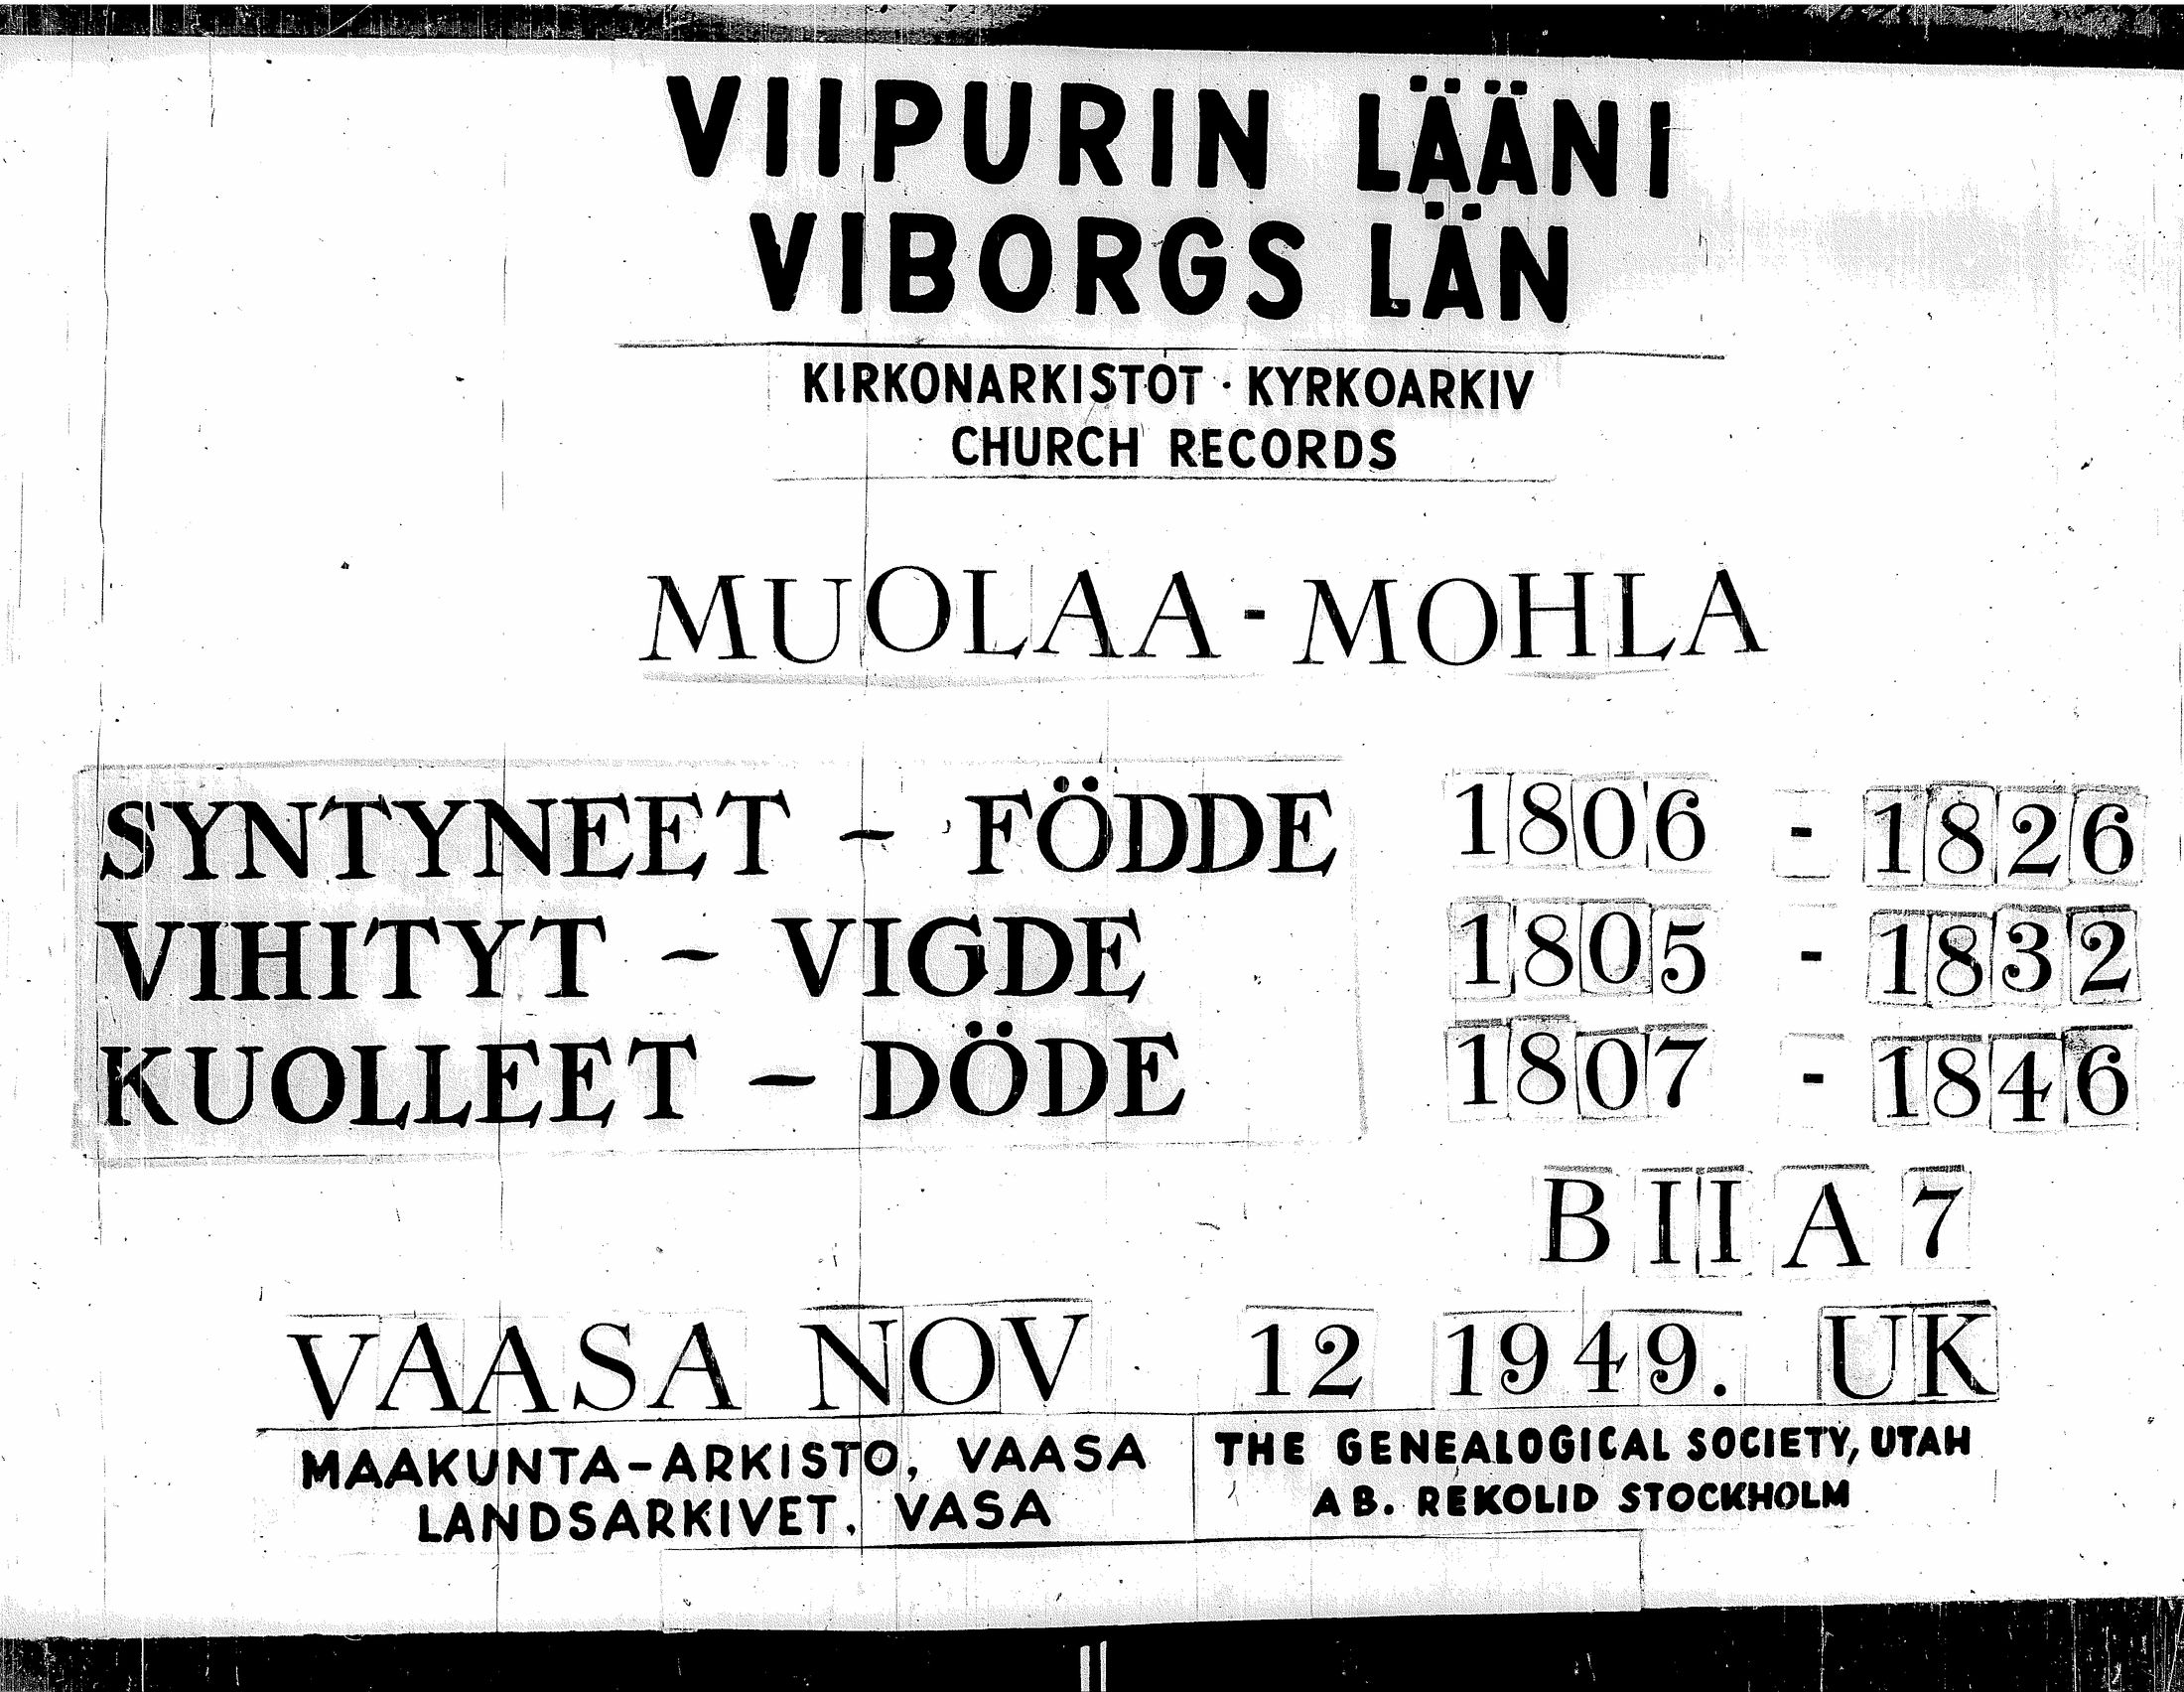 VIIPURIN LÄÄNI
VIBORGS LÄN
KIRKONARKISTOT · KYRKOARKIV
CHURCH RECORDS
MUOLAA - MOHLA
SYNTYNEET – FÖDDE 1806 - 1826
VIHITYT – VIGDE 1805 - 1832
KUOLLEET – DÖDE 1807 - 1846
B II A 7
VAASA NOV 12 1949. UK
MAAKUNTA-ARKISTO, VAASA
LANDSARKIVET, VASA
THE GENEALOGICAL SOCIETY, UTAH
AB. REKOLID STOCKHOLM